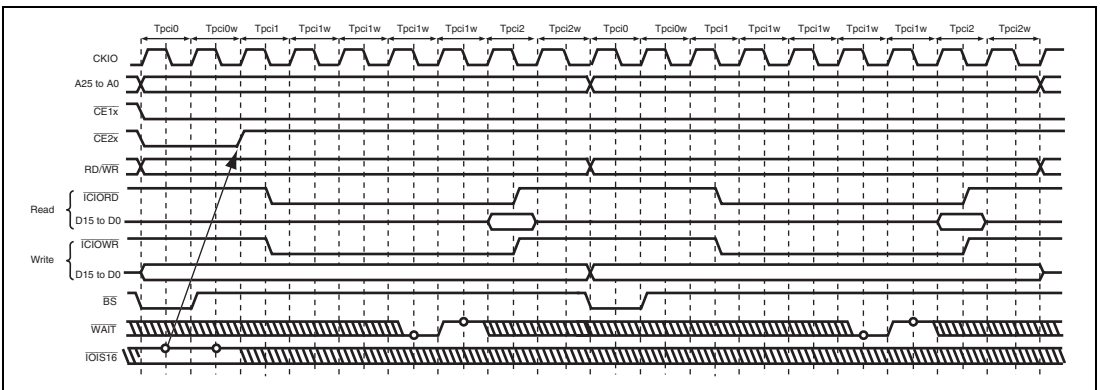 Tpci0 Tpci0w Tpci1 Tpci1w Tpci1w Tpci1w Tpci1w Tpci2 Tpci2w Tpci0 Tpci0w Tpci1 Tpci1w Tpci1w Tpci1w Tpci1w Tpci2 Tpci2w
CKIO
A25 to A0
CE1x
CE2x
RD/WR
ICIORD
Read
D15 to D0
ICIOWR
Write
D15 to D0
BS
WAIT
IOIS16